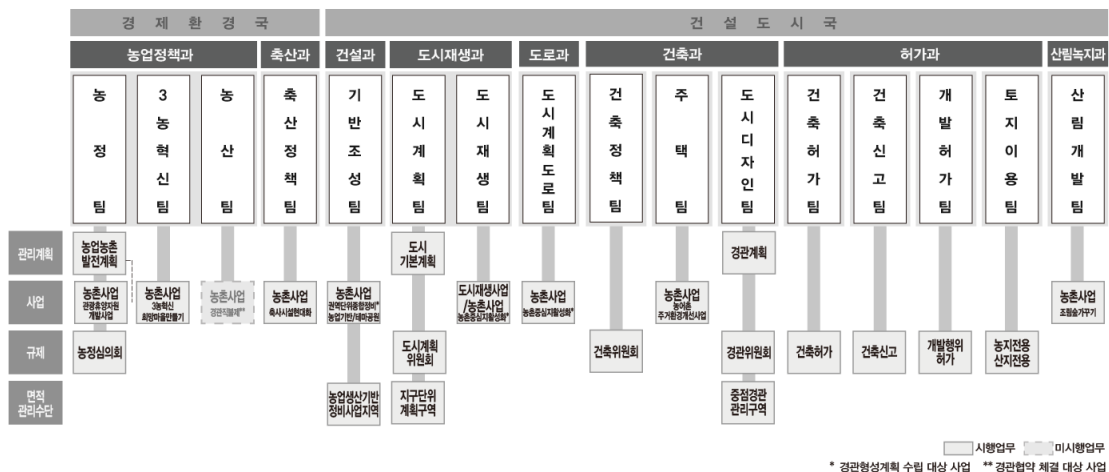 경 제 환 경 국
건 설 도 시 국
농업정책과
축산과
건설과
도시재생과
도로과
건축과
허가과
산림녹지과
농정팀
3농혁신팀
농산팀
축산정책팀
기반조성팀
도시계획팀
도시재생팀
도시계획도로팀
건축정책팀
주택팀
도시디자인팀
건축허가팀
건축신고팀
개발허가팀
토지이용팀
산림개발팀
관리계획
농업농촌
발전계획
도시
기본계획
경관계획
사업
농촌사업
관광휴양자원
개발사업
농촌사업
3농혁신
희망마을만들기
농촌사업
경관직불제**
농촌사업
축사시설현대화
농촌사업
권역단위종합정비*
농업기반/테마공원
도시재생사업
/농촌사업
농촌중심지활성화*
농촌사업
농촌중심지활성화*
농촌사업
농어촌
주거환경개선사업
농촌사업
조림숲가꾸기
규제
농정심의회
도시계획
위원회
건축위원회
경관위원회
건축허가
건축신고
개발행위
허가
농지전용
산지전용
면적
관리수단
농업생산기반
정비사업지역
지구단위
계획구역
중점경관
관리구역
시행업무
미시행업무
* 경관형성계획 수립 대상 사업 ** 경관협약 체결 대상 사업